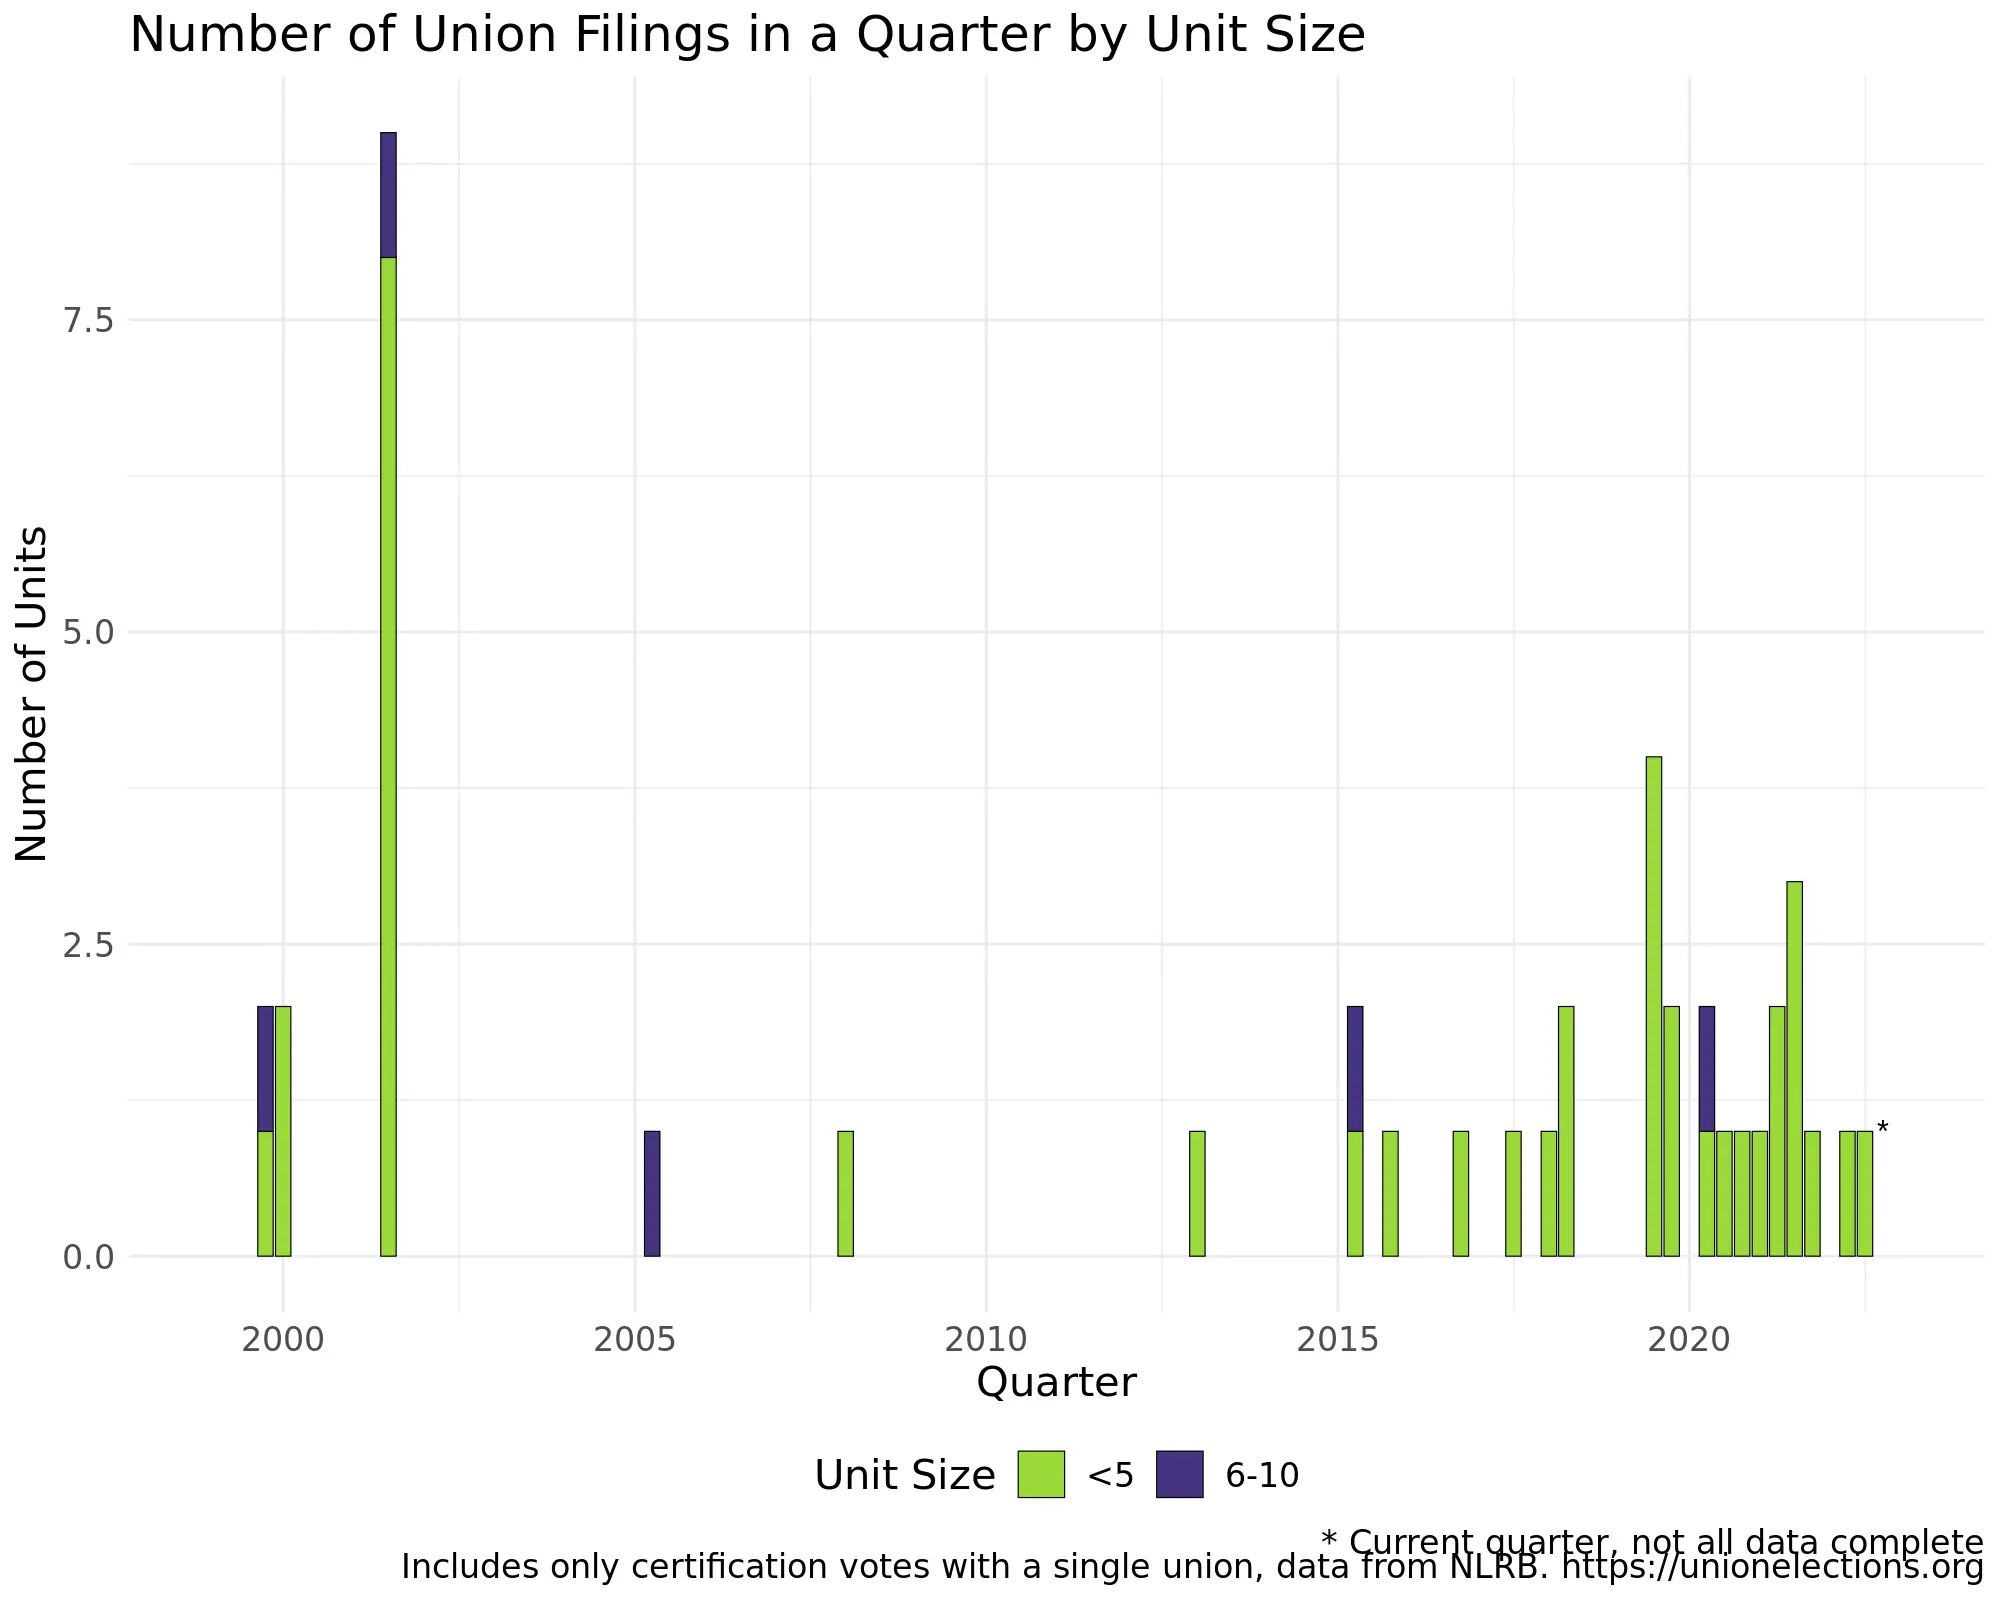 Number of Union Filings in a Quarter by Unit Size
Number of Units
7.5
5.0
2.5
0.0
*
2000 2005 2010 2015 2020
Quarter
Unit Size <5 6-10
* Current quarter, not all data complete
Includes only certification votes with a single union, data from NLRB. https://unionelections.org